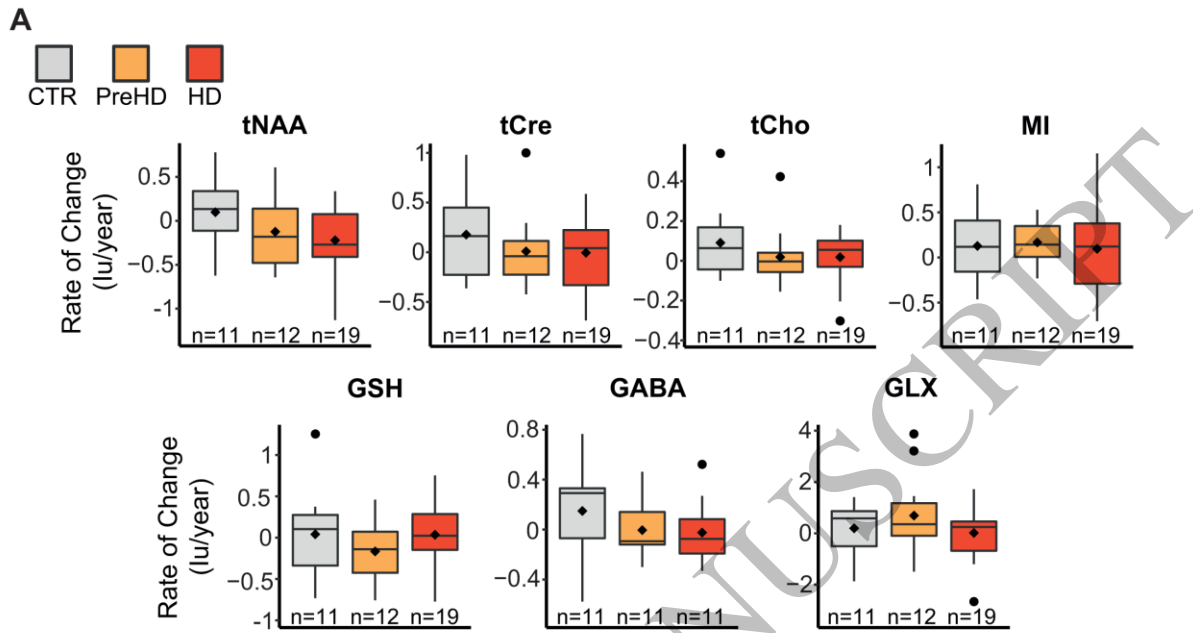 A
CTR PreHD HD
tNAA tCre tCho MI
Rate of Change
(Iu/year)
0.5
0
−0.5
-1
n=11 n=12 n=19
1
0.5
0
−0.5
n=11 n=12 n=19
0.4
0.2
0
−0.2
−0.4
n=11 n=12 n=19
1
0.5
0
−0.5
n=11 n=12 n=19
GSH GABA GLX
Rate of Change
(Iu/year)
1
0.5
0
−0.5
-1
n=11 n=12 n=19
0.8
0.4
0
−0.4
n=11 n=11 n=11
4
2
0
−2
n=11 n=12 n=19
NUSCRIPT